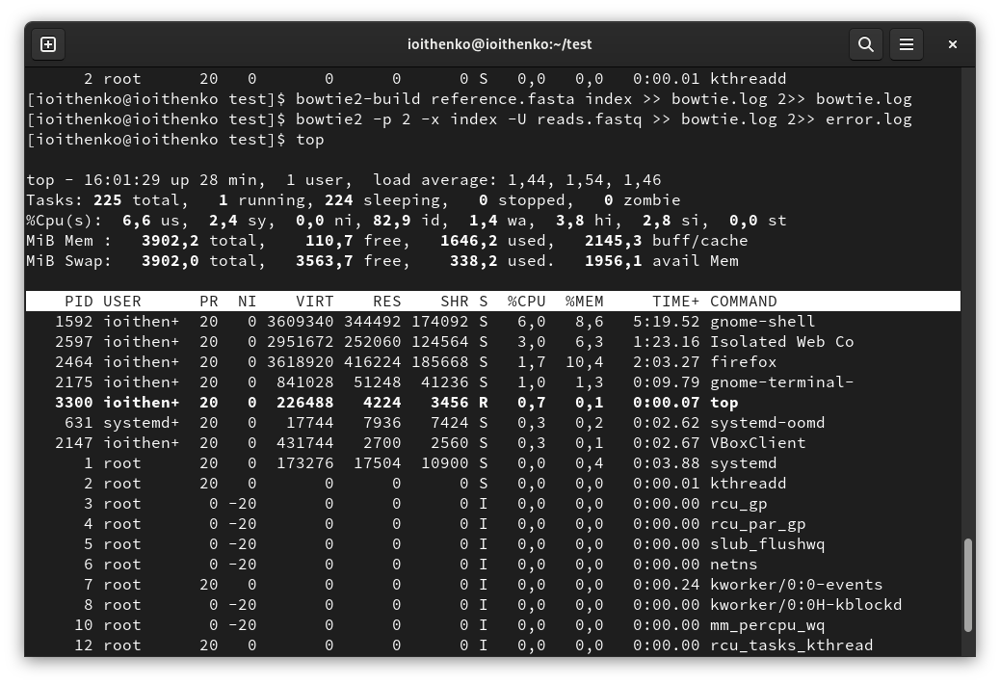 ioithenko@ioithenko:~/test
2 root 20 0 0 0 0 S 0,0 0,0 0:00.01 kthreadd
[ioithenko@ioithenko test]$ bowtie2-build reference.fasta index >> bowtie.log 2>> bowtie.log
[ioithenko@ioithenko test]$ bowtie2 -p 2 -x index -U reads.fastq >> bowtie.log 2>> error.log
[ioithenko@ioithenko test]$ top
top - 16:01:29 up 28 min, 1 user, load average: 1,44, 1,54, 1,46
Tasks: 225 total, 1 running, 224 sleeping, 0 stopped, 0 zombie
%Cpu(s): 6,6 us, 2,4 sy, 0,0 ni, 82,9 id, 1,4 wa, 3,8 hi, 2,8 si, 0,0 st
MiB Mem : 3902,2 total, 110,7 free, 1646,2 used, 2145,3 buff/cache
MiB Swap: 3902,0 total, 3563,7 free, 338,2 used. 1956,1 avail Mem
PID USER PR NI VIRT RES SHR S %CPU %MEM TIME+ COMMAND
1592 ioithen+ 20 0 3609340 344492 174092 S 6,0 8,6 5:19.52 gnome-shell
2597 ioithen+ 20 0 2951672 252060 124564 S 3,0 6,3 1:23.16 Isolated Web Co
2464 ioithen+ 20 0 3618920 416224 185668 S 1,7 10,4 2:03.27 firefox
2175 ioithen+ 20 0 841028 51248 41236 S 1,0 1,3 0:09.79 gnome-terminal-
3300 ioithen+ 20 0 226488 4224 3456 R 0,7 0,1 0:00.07 top
631 systemd+ 20 0 17744 7936 7424 S 0,3 0,2 0:02.62 systemd-oomd
2147 ioithen+ 20 0 431744 2700 2560 S 0,3 0,1 0:02.67 VBoxClient
1 root 20 0 173276 17504 10900 S 0,0 0,4 0:03.88 systemd
2 root 20 0 0 0 0 S 0,0 0,0 0:00.01 kthreadd
3 root 0 -20 0 0 0 I 0,0 0,0 0:00.00 rcu_gp
4 root 0 -20 0 0 0 I 0,0 0,0 0:00.00 rcu_par_gp
5 root 0 -20 0 0 0 I 0,0 0,0 0:00.00 slub_flushwq
6 root 0 -20 0 0 0 I 0,0 0,0 0:00.00 netns
7 root 20 0 0 0 0 I 0,0 0,0 0:00.24 kworker/0:0-events
8 root 0 -20 0 0 0 I 0,0 0,0 0:00.00 kworker/0:0H-kblockd
10 root 0 -20 0 0 0 I 0,0 0,0 0:00.00 mm_percpu_wq
12 root 20 0 0 0 0 I 0,0 0,0 0:00.00 rcu_tasks_kthread